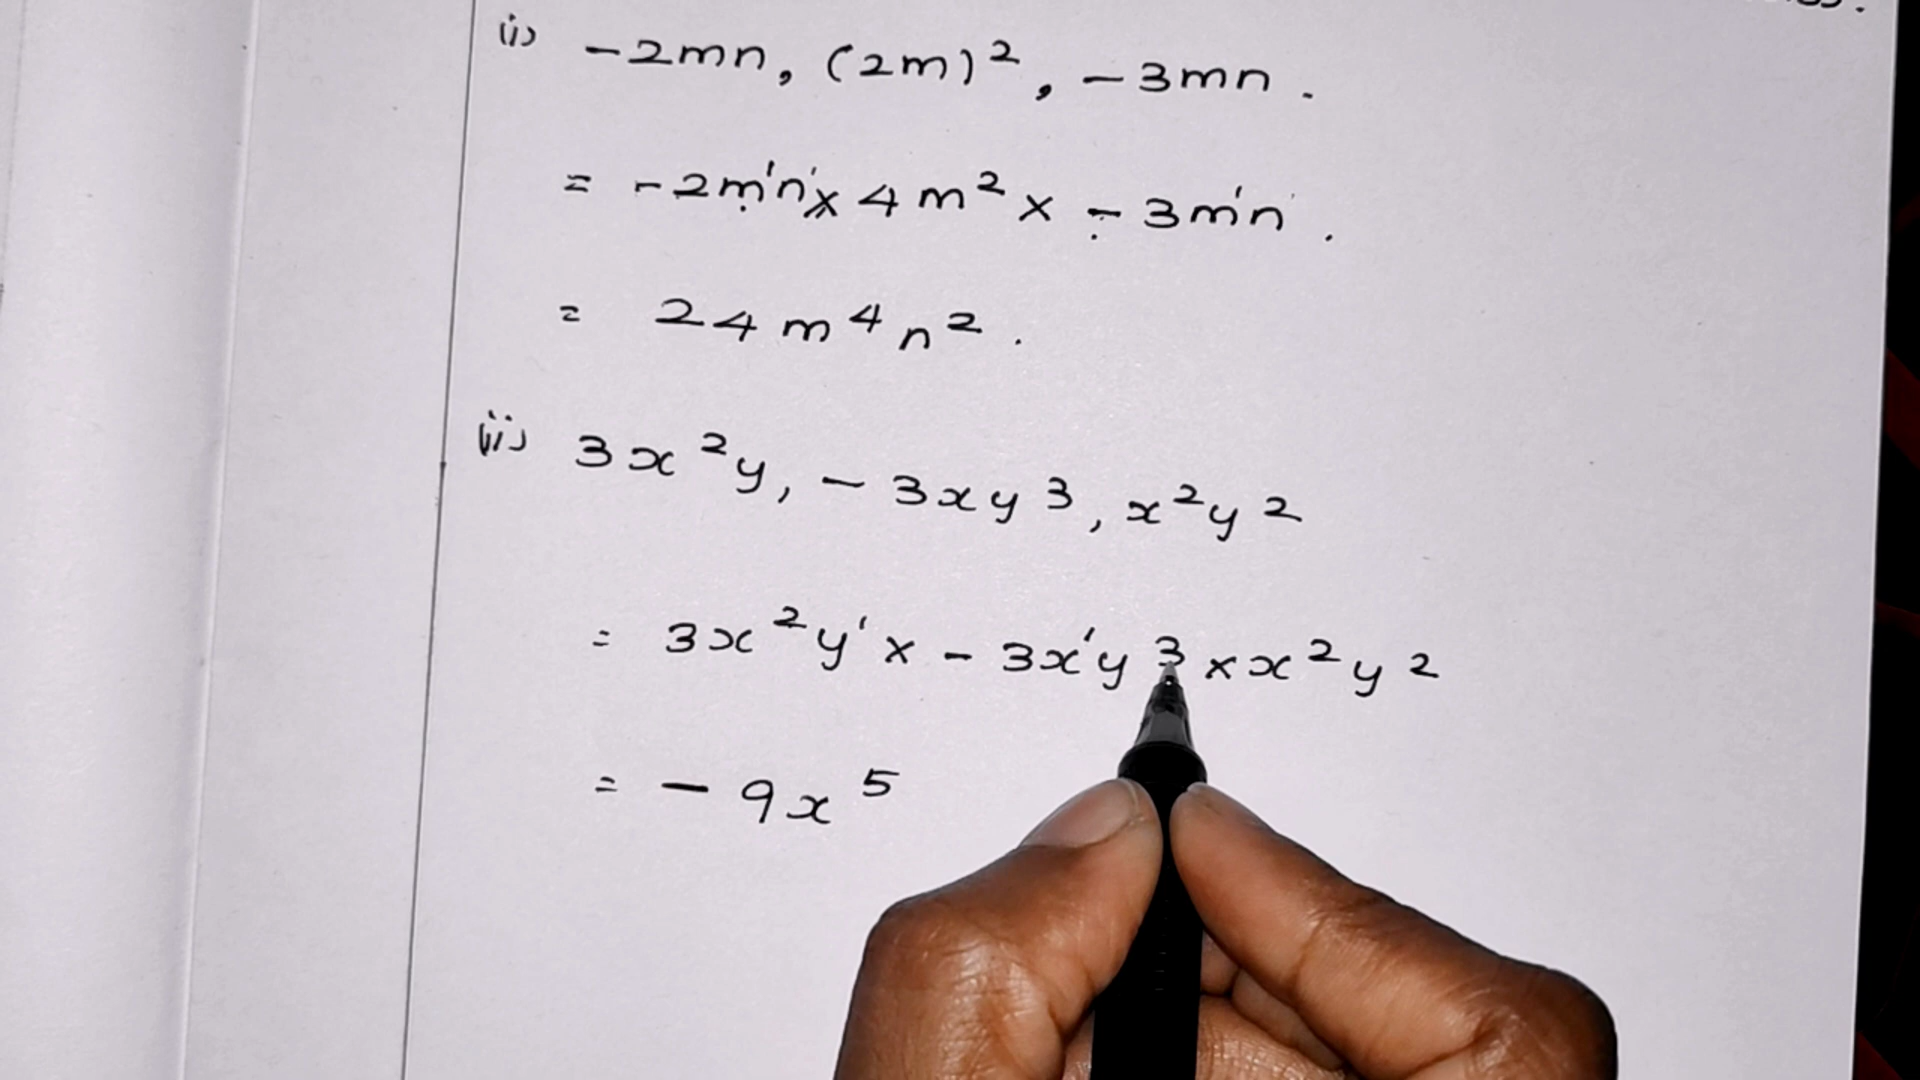 (i) -2mn, (2m)², -3mn.
= -2m'n' x 4m² x -3m'n'.
= 24m⁴n².
(ii) 3x²y, -3xy³, x²y²
= 3x²y' x -3x'y³ x x²y²
= -9x⁵